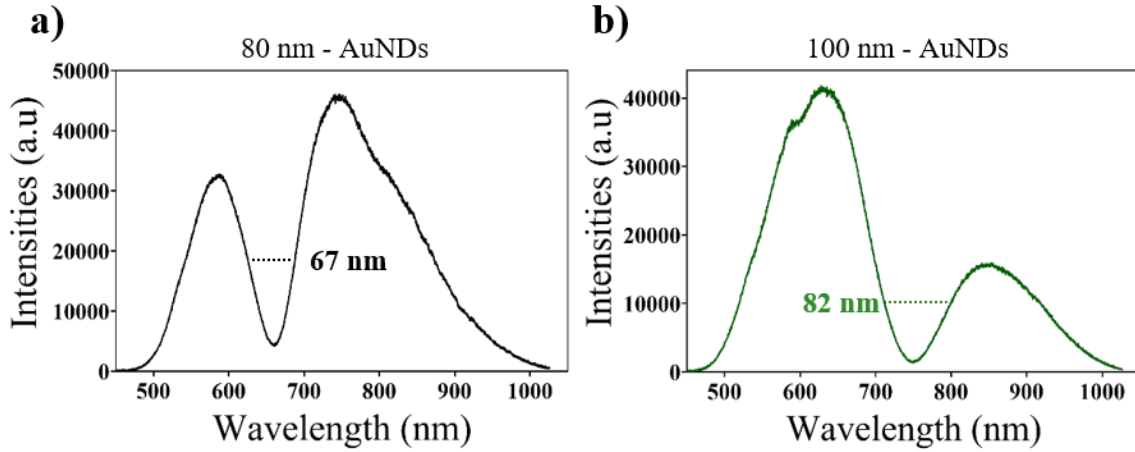 a)
80 nm - AuNDs
50000
40000
30000
20000
10000
0
Intensities (a.u)
67 nm
500 600 700 800 900 1000
Wavelength (nm)
b)
100 nm - AuNDs
40000
30000
20000
10000
0
Intensities (a.u)
82 nm
500 600 700 800 900 1000
Wavelength (nm)